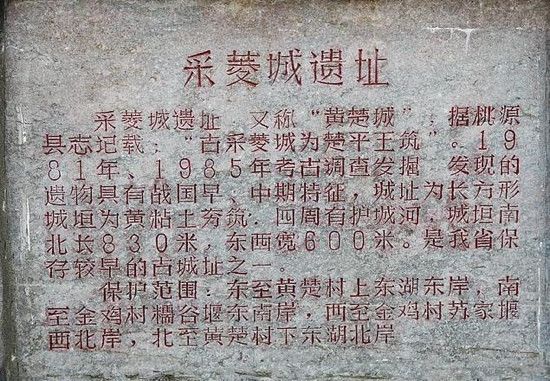 采菱城遗址
采菱城遗址，又称“黄楚城”，据桃源
县志记载：“古采菱城为楚平王筑”。19
81年、1985年考古调查发掘，发现的
遗物具有战国早、中期特征，城址为长方形
城垣为黄粘土夯筑．四周有护城河，城垣南
北长830米，东西宽600米。是我省保
存较早的古城址之一。
保护范围：东至黄楚村上东湖东岸，南
至金鸡村糯谷堰东南岸，西至金鸡村苏家堰
西北岸，北至黄楚村下东湖北岸